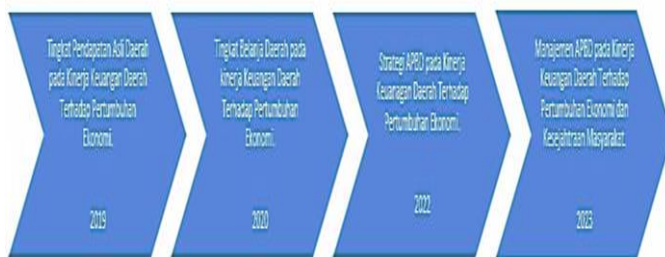 Tingkat Pendapatan Asli Daerah
pada Kinerja Keuangan Daerah
Terhadap Pertumbuhan
Ekonomi.
2019
Tingkat Belanja Daerah pada
kinerja Keuangan Daerah
Terhadap Pertumbuhan
Ekonomi.
2020
Strategi APBD pada Kinerja
Keuanagan Daerah Terhadap
Pertumbuhan Ekonomi.
2022
Manajemen APBD pada Kinerja
Keuangan Daerah Terhadap
Pertumbuhan Ekonomi dan
Kesejahtraan Masyarakat.
2023